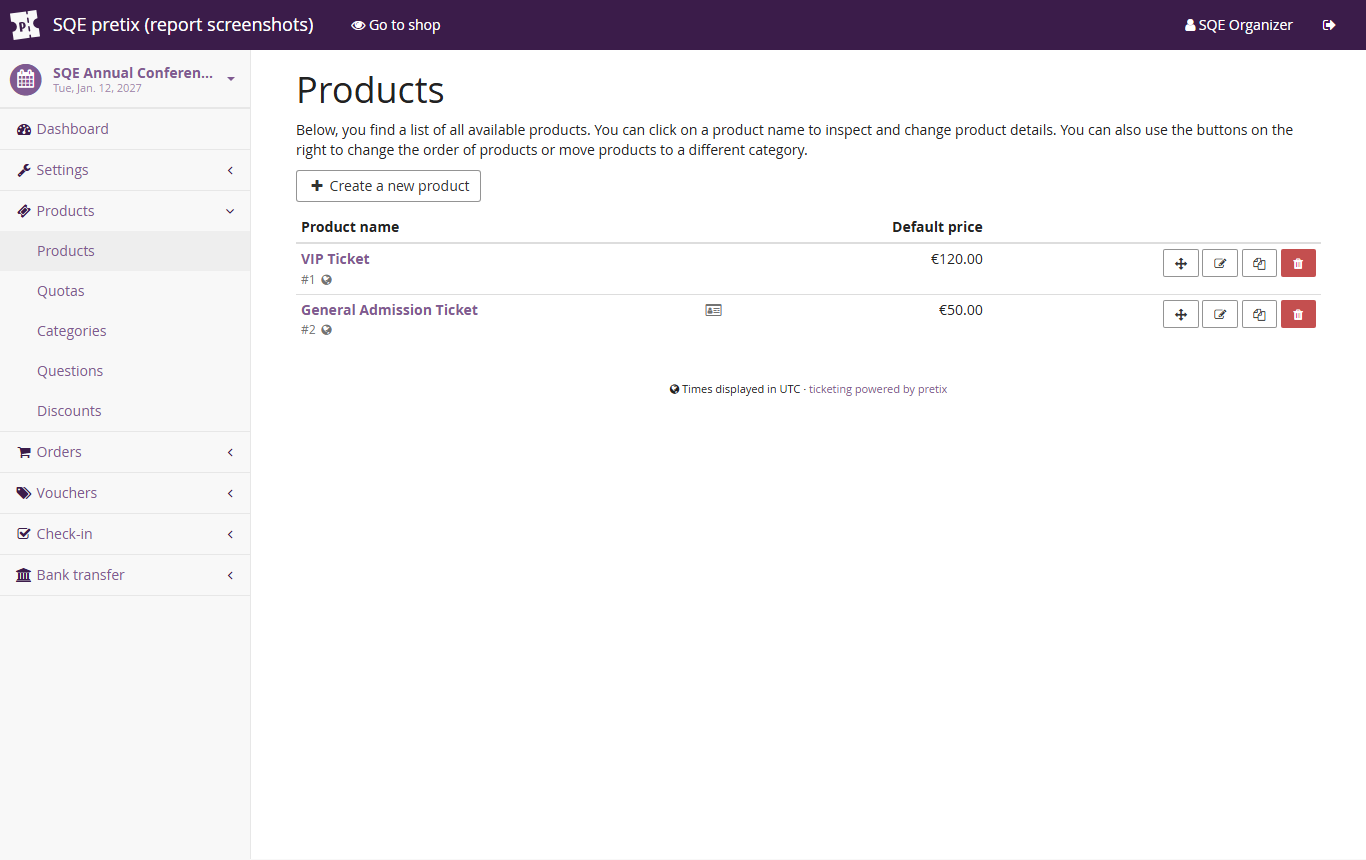 SQE pretix (report screenshots)
Go to shop
SQE Organizer
SQE Annual Conferen...
Tue, Jan. 12, 2027
Dashboard
Settings
Products
Products
Quotas
Categories
Questions
Discounts
Orders
Vouchers
Check-in
Bank transfer
Products
Below, you find a list of all available products. You can click on a product name to inspect and change product details. You can also use the buttons on the
right to change the order of products or move products to a different category.
Create a new product
Product name Default price
VIP Ticket €120.00
#1
General Admission Ticket €50.00
#2
Times displayed in UTC · ticketing powered by pretix